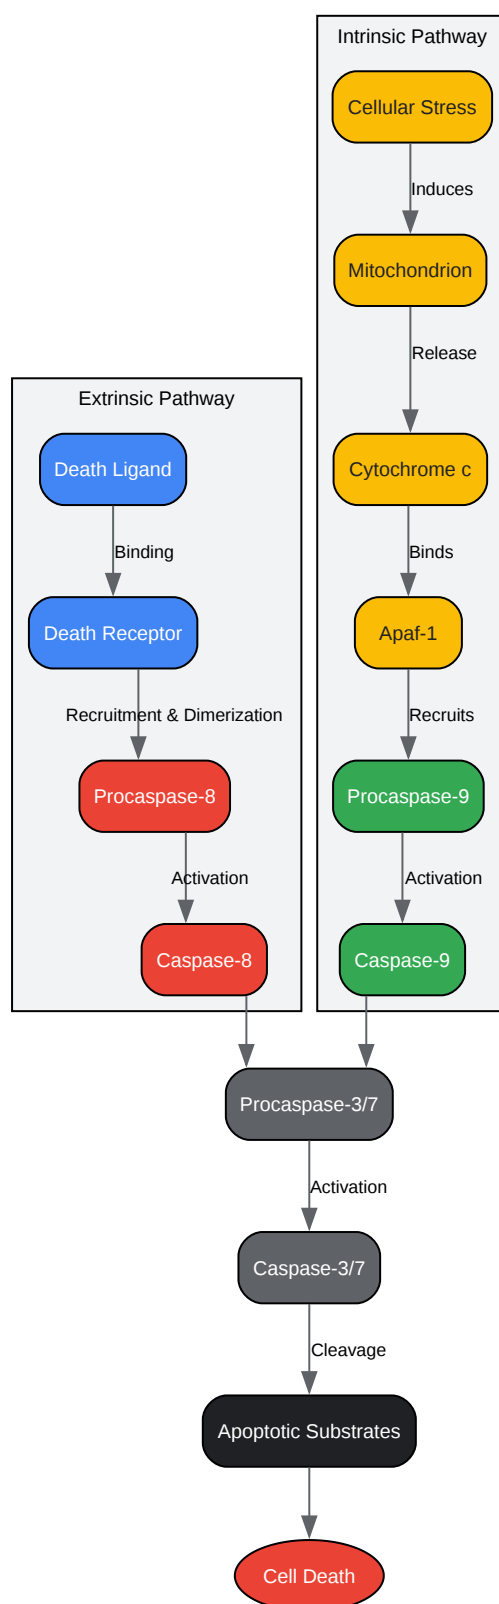 Intrinsic Pathway
Cellular Stress
Induces
Mitochondrion
Release
Cytochrome c
Binds
Apaf-1
Recruits
Procaspase-9
Activation
Caspase-9
Extrinsic Pathway
Death Ligand
Binding
Death Receptor
Recruitment & Dimerization
Procaspase-8
Activation
Caspase-8
Procaspase-3/7
Activation
Caspase-3/7
Cleavage
Apoptotic Substrates
Cell Death